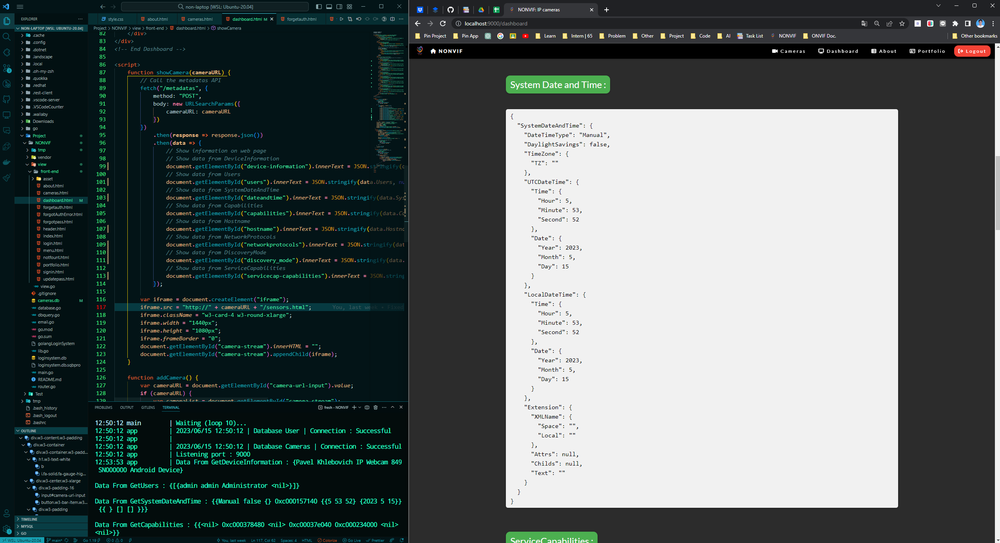 non-laptop [WSL: Ubuntu-20.04]
EXPLORER
NON-LAPTOP [WSL: UBUNTU-20.04]
.cache
.config
.dotnet
.landscape
.local
.oh-my-zsh
.quokka
.redhat
.rest-client
.vscode-server
.VSCodeCounter
.wallaby
Downloads
go
Project
NONVIF
tmp
vendor
view
front-end
asset
about.html
cameras.html
dashboard.html M
forgetauth.html
forgotAuthError.html
forgotpass.html
header.html
index.html
login.html
menu.html
notfount.html
portfolio.html
signin.html
updatepass.html
view.go
.gitignore
cameras.db M
database.go
dbquery.go
email.go
go.mod
go.sum
golangLoginSystem
lib.go
loginsystem.db
loginsystem.db.sqbpro
main.go
README.md
router.go
Test
tmp
.bash_history
.bash_logout
.bashrc
OUTLINE
div.w3-content.w3-padding
div.w3-container
div.w3-container.w3-padd...
h1.w3-text-white
b
i.fa-solid.fa-gauge-hig...
div.w3-center.w3-xlarge
div.w3-padding-16
input#camera-url-input
button.w3-bar-item.w3...
div.w3-padding
TIMELINE
MYSQL
GO
style.css about.html cameras.html dashboard.html M forgetauth.html
Project > NONVIF > view > front-end > dashboard.html > showCamera
82 </div>
83 </div>
84 <!-- End Dashboard -->
85
86 <script>
87 function showCamera(cameraURL) {
88 // Call the metadatas API
89 fetch("/metadatas", {
90 method: "POST",
91 body: new URLSearchParams({
92 cameraURL: cameraURL
93 })
94 })
95 .then(response => response.json())
96 .then(data => {
97 // Show information on web page
98 // Show data from DeviceInformation
99 document.getElementById("device-information").innerText = JSON.stringify(
100 // Show data from Users
101 document.getElementById("users").innerText = JSON.stringify(data.Users, nu
102 // Show data from SystemDateAndTime
103 document.getElementById("dateandtime").innerText = JSON.stringify(data.Sys
104 // Show data from Capabilities
105 document.getElementById("capabilities").innerText = JSON.stringify(data.Ca
106 // Show data from Hostname
107 document.getElementById("hostname").innerText = JSON.stringify(data.Hostna
108 // Show data from NetworkProtocols
109 document.getElementById("networkprotocols").innerText = JSON.stringify(dat
110 // Show data from DiscoveryMode
111 document.getElementById("discovery_mode").innerText = JSON.stringify(data.
112 // Show data from ServiceCapabilities
113 document.getElementById("servicecap-capabilities").innerText = JSON.string
114 });
115
116 var iframe = document.createElement("iframe");
117 iframe.src = "http://" + cameraURL + "/sensors.html"; You, last week • Fixed
118 iframe.className = "w3-card-4 w3-round-xlarge";
119 iframe.width = "1440px";
120 iframe.height = "1080px";
121 iframe.frameBorder = "0";
122 document.getElementById("camera-stream").innerHTML = "";
123 document.getElementById("camera-stream").appendChild(iframe);
124 }
125
126 function addCamera() {
127 var cameraURL = document.getElementById("camera-url-input").value;
128 if (cameraURL) {
129 var cameraList = document.getElementById("camera-stream");
PROBLEMS OUTPUT GITLENS TERMINAL fresh - NONVIF
12:50:12 main | Waiting (loop 10)...
12:50:12 app | 2023/06/15 12:50:12 | Database User | Connection : Successful
12:50:12 app |
12:50:12 app | 2023/06/15 12:50:12 | Database Cameras | Connection : Successful
12:50:12 app | Listening port : 9000
12:53:53 app | Data From GetDeviceInformation : {Pavel Khlebovich IP Webcam 849
SN000000 Android Device}
Data From GetUsers : {[{admin admin Administrator <nil>}]}
Data From GetSystemDateAndTime : {{Manual false {} 0xc000157140 {{5 53 52} {2023 5 15}}
{{ } [] [] }}}
Data From GetCapabilities : {{<nil> 0xc000378480 <nil> 0xc00037e040 0xc000234000 <nil>
<nil>}}
WSL: Ubuntu-20.04 main* Go 1.19 0 0 You, last week Ln 117, Col 62 Spaces: 4 HTML Colorize Go Live Prettier
NONVIF: IP cameras
localhost:9000/dashboard
Pin Project Pin App Learn Intern | 65 Problem Other Project Code AI Task List NONVIF ONVIF Doc. Other bookmarks
NONVIF Cameras Dashboard About Portfolio Logout
System Date and Time :
{
"SystemDateAndTime": {
"DateTimeType": "Manual",
"DaylightSavings": false,
"TimeZone": {
"TZ": ""
},
"UTCDateTime": {
"Time": {
"Hour": 5,
"Minute": 53,
"Second": 52
},
"Date": {
"Year": 2023,
"Month": 5,
"Day": 15
}
},
"LocalDateTime": {
"Time": {
"Hour": 5,
"Minute": 53,
"Second": 52
},
"Date": {
"Year": 2023,
"Month": 5,
"Day": 15
}
},
"Extension": {
"XMLName": {
"Space": "",
"Local": ""
},
"Attrs": null,
"Childs": null,
"Text": ""
}
}
}
ServiceCapabilities :